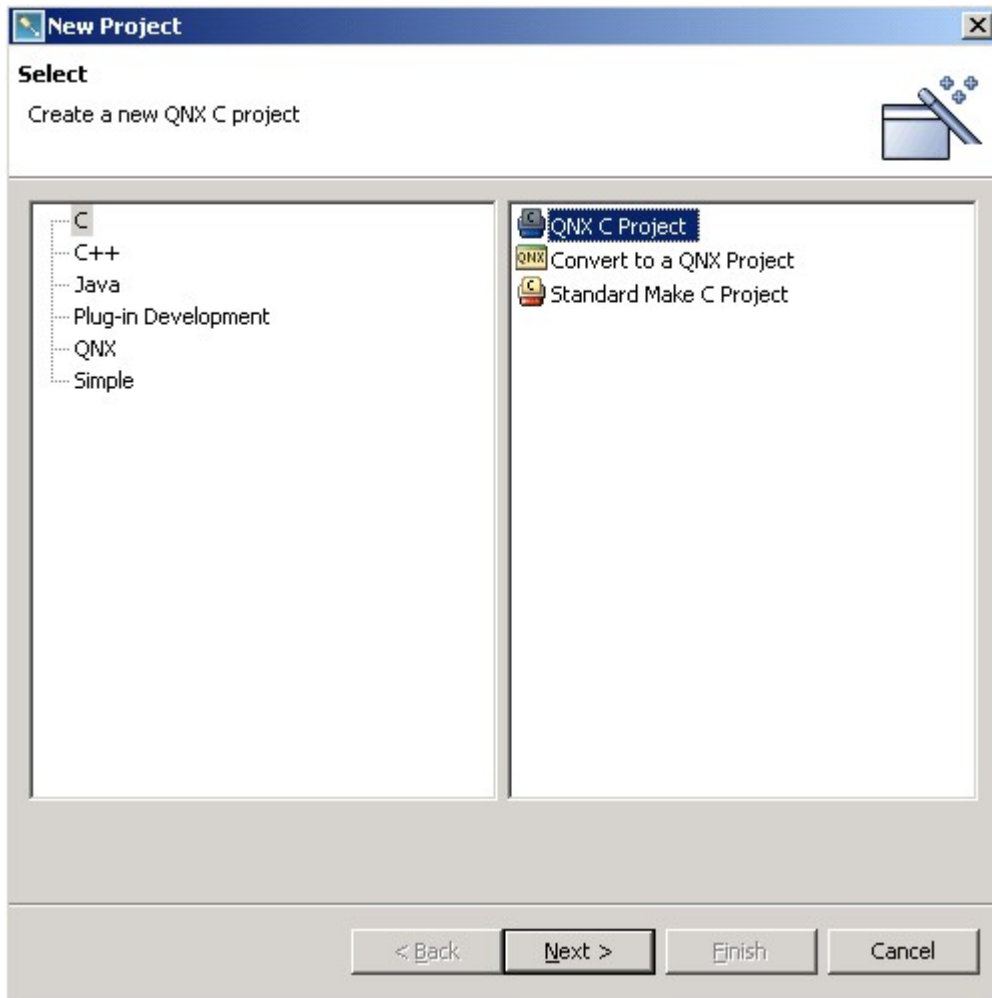 New Project
Select
Create a new QNX C project
C
C++
Java
Plug-in Development
QNX
Simple
C QNX C Project
QNX Convert to a QNX Project
C Standard Make C Project
< Back Next > Finish Cancel